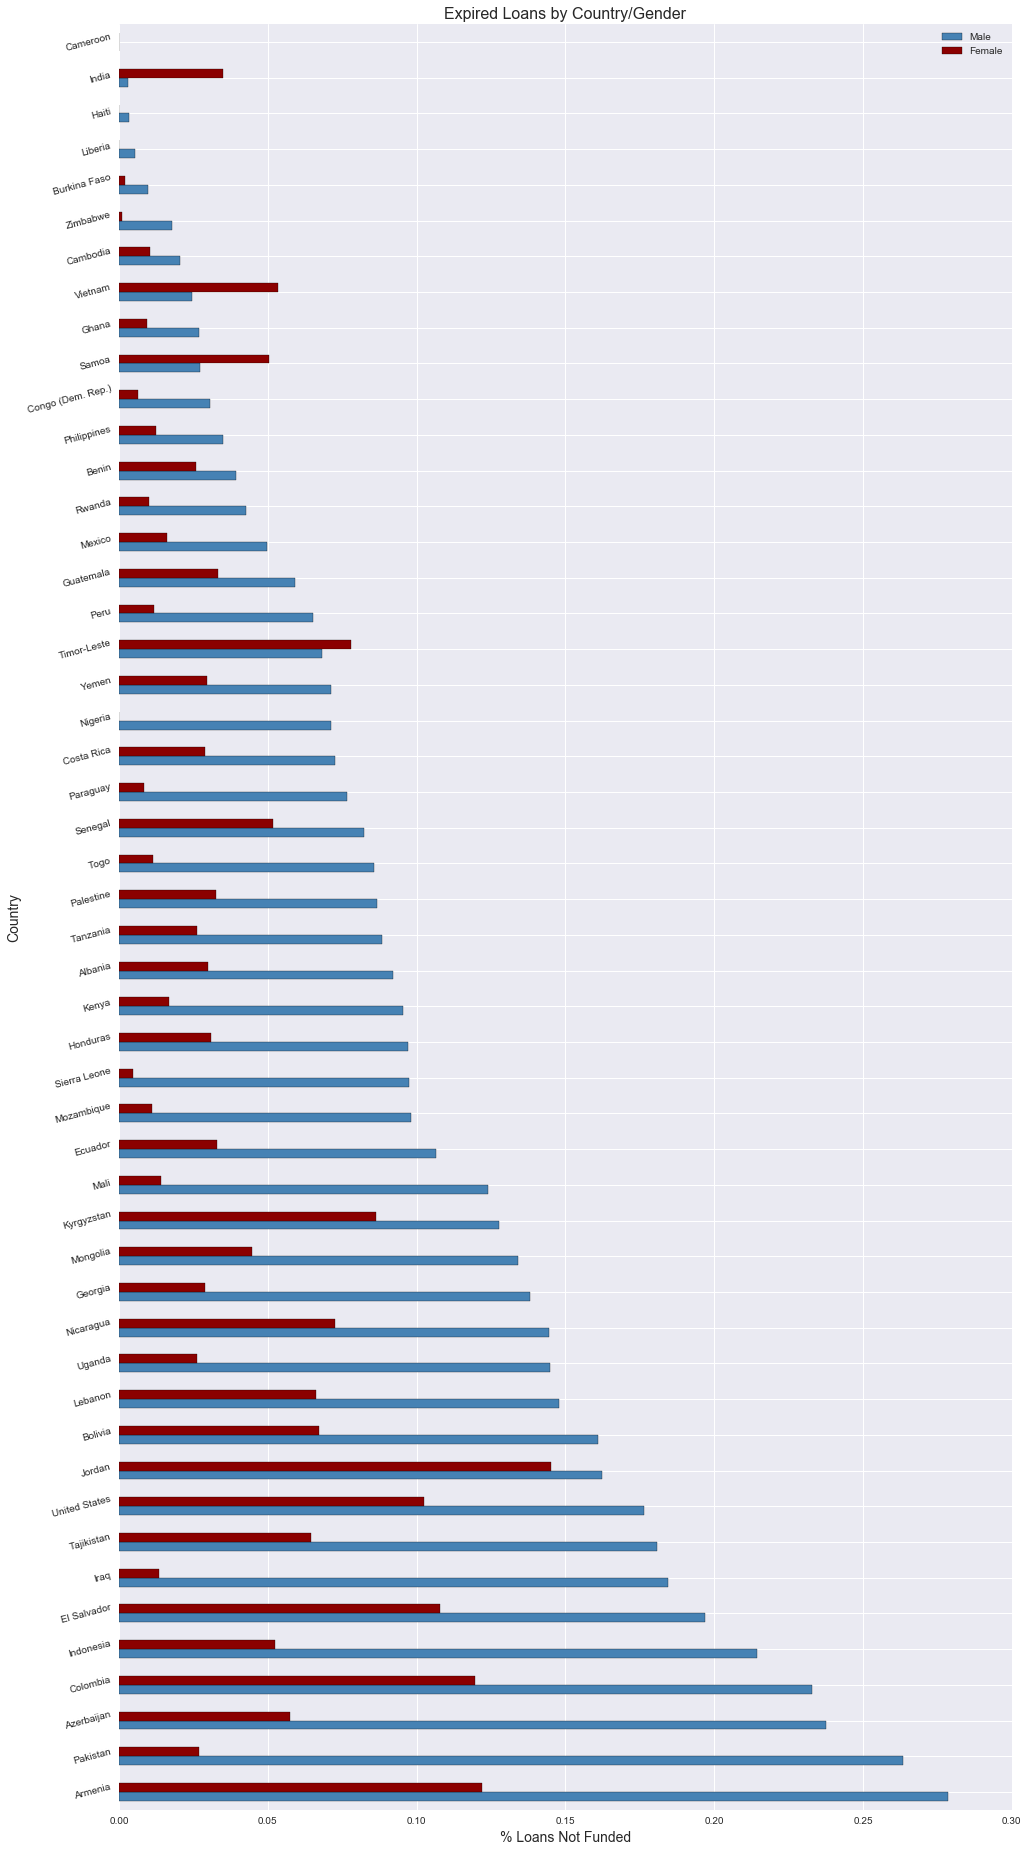 Expired Loans by Country/Gender
Male
Female
Cameroon
India
Haiti
Liberia
Burkina Faso
Zimbabwe
Cambodia
Vietnam
Ghana
Samoa
Congo (Dem. Rep.)
Philippines
Benin
Rwanda
Mexico
Guatemala
Peru
Timor-Leste
Yemen
Nigeria
Costa Rica
Paraguay
Senegal
Togo
Palestine
Tanzania
Albania
Kenya
Honduras
Sierra Leone
Mozambique
Ecuador
Mali
Kyrgyzstan
Mongolia
Georgia
Nicaragua
Uganda
Lebanon
Bolivia
Jordan
United States
Tajikistan
Iraq
El Salvador
Indonesia
Colombia
Azerbaijan
Pakistan
Armenia
Country
0.00 0.05 0.10 0.15 0.20 0.25 0.30
% Loans Not Funded